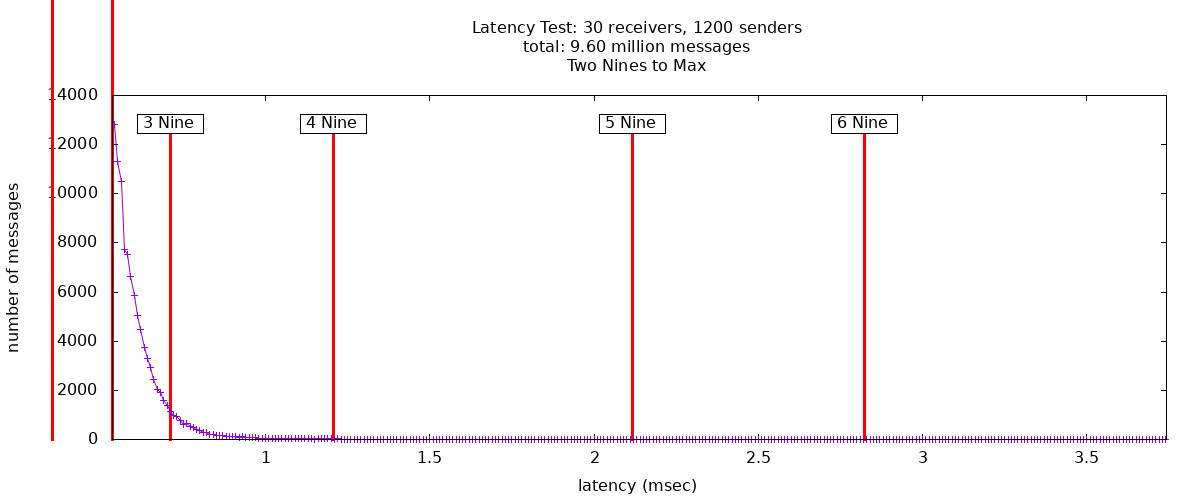 Latency Test: 30 receivers, 1200 senders
total: 9.60 million messages
Two Nines to Max
14000
12000
10000
8000
6000
4000
2000
0
number of messages
3 Nine
4 Nine
5 Nine
6 Nine
1
1.5
2
2.5
3
3.5
latency (msec)